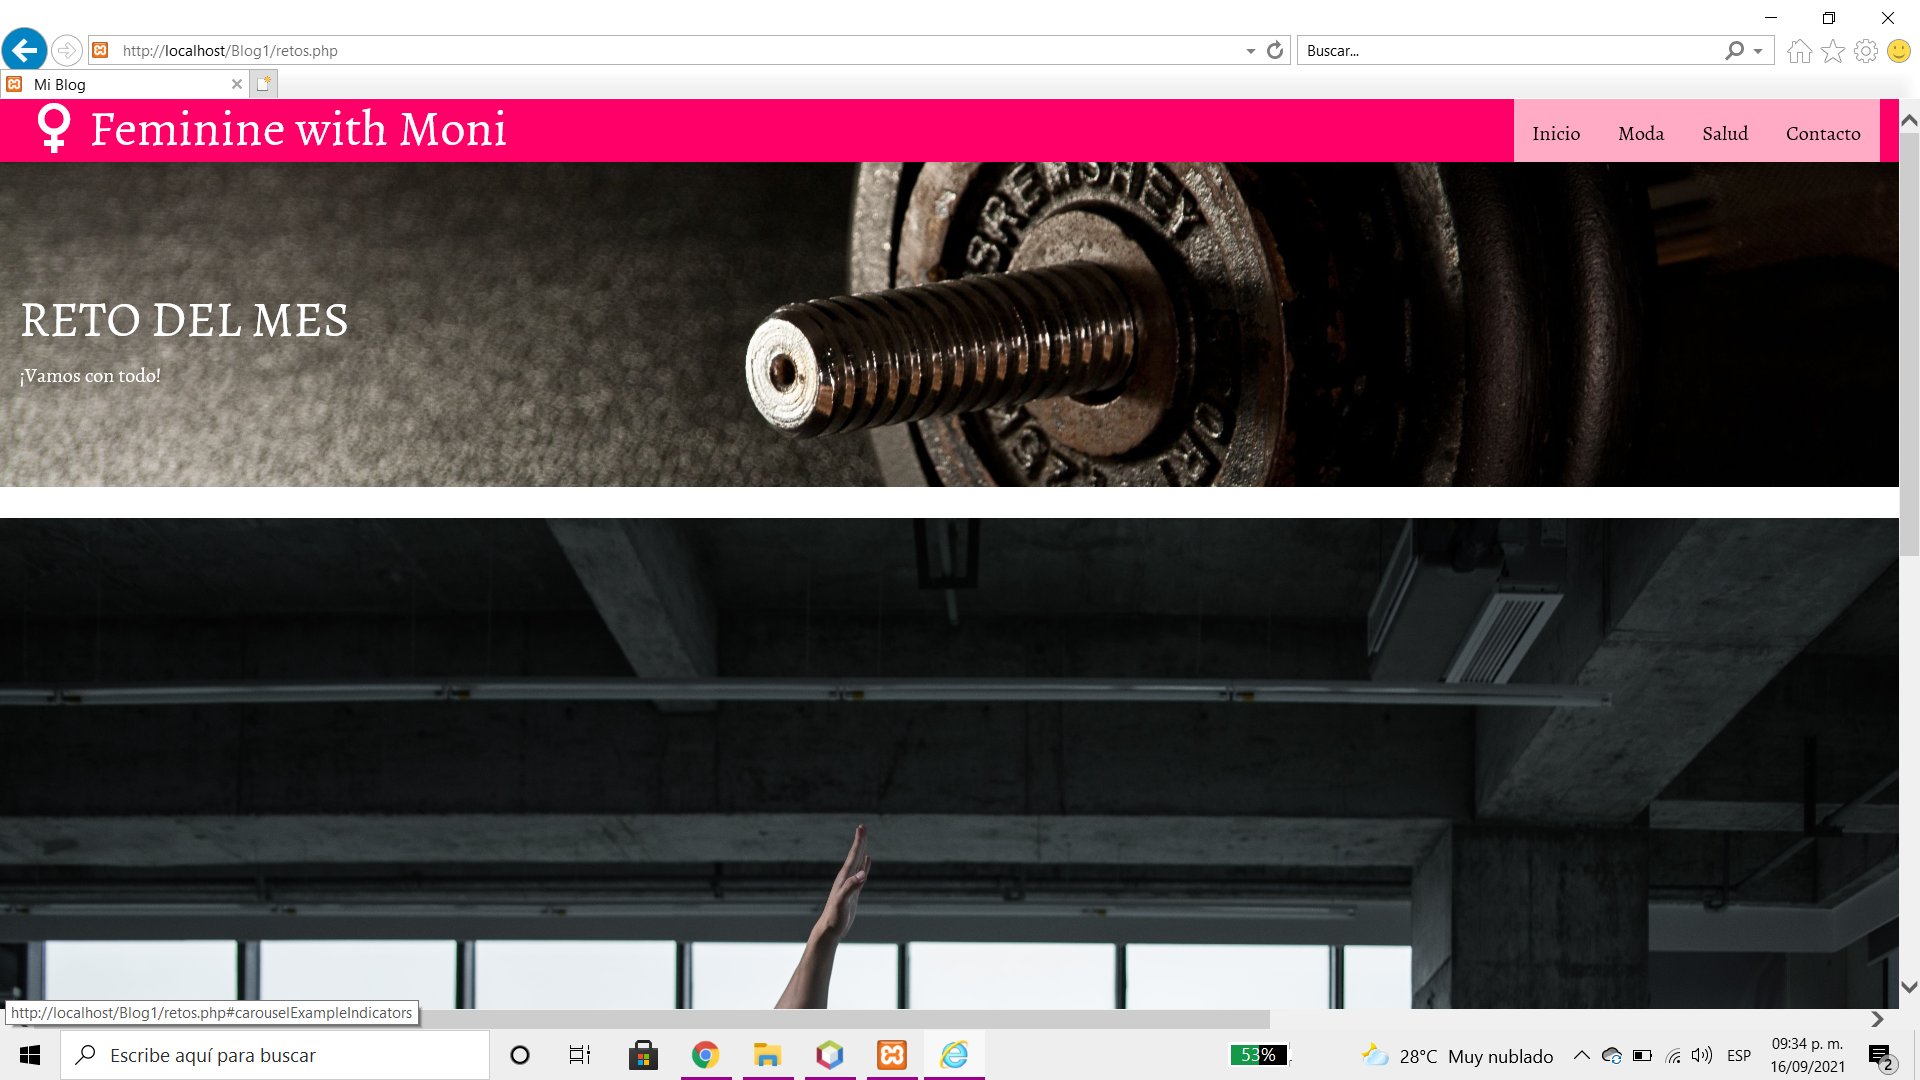 http://localhost/Blog1/retos.php
Buscar...
Mi Blog
Feminine with Moni
Inicio
Moda
Salud
Contacto
BREMSHEY
RETO DEL MES
¡Vamos con todo!
http://localhost/Blog1/retos.php#carouselExampleIndicators
Escribe aquí para buscar
53%
28°C Muy nublado
ESP
09:34 p. m.
16/09/2021
2